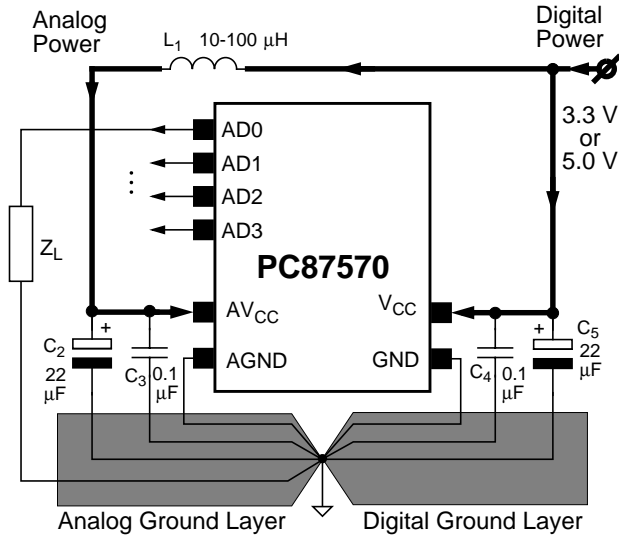 Analog
Power
L1 10-100 μH
Digital
Power
3.3 V
or
5.0 V
AD0
AD1
AD2
AD3
ZL
PC87570
AVCC
VCC
AGND
GND
+
C2
22
μF
C3 0.1
μF
C4 0.1
μF
+
C5
22
μF
Analog Ground Layer
Digital Ground Layer